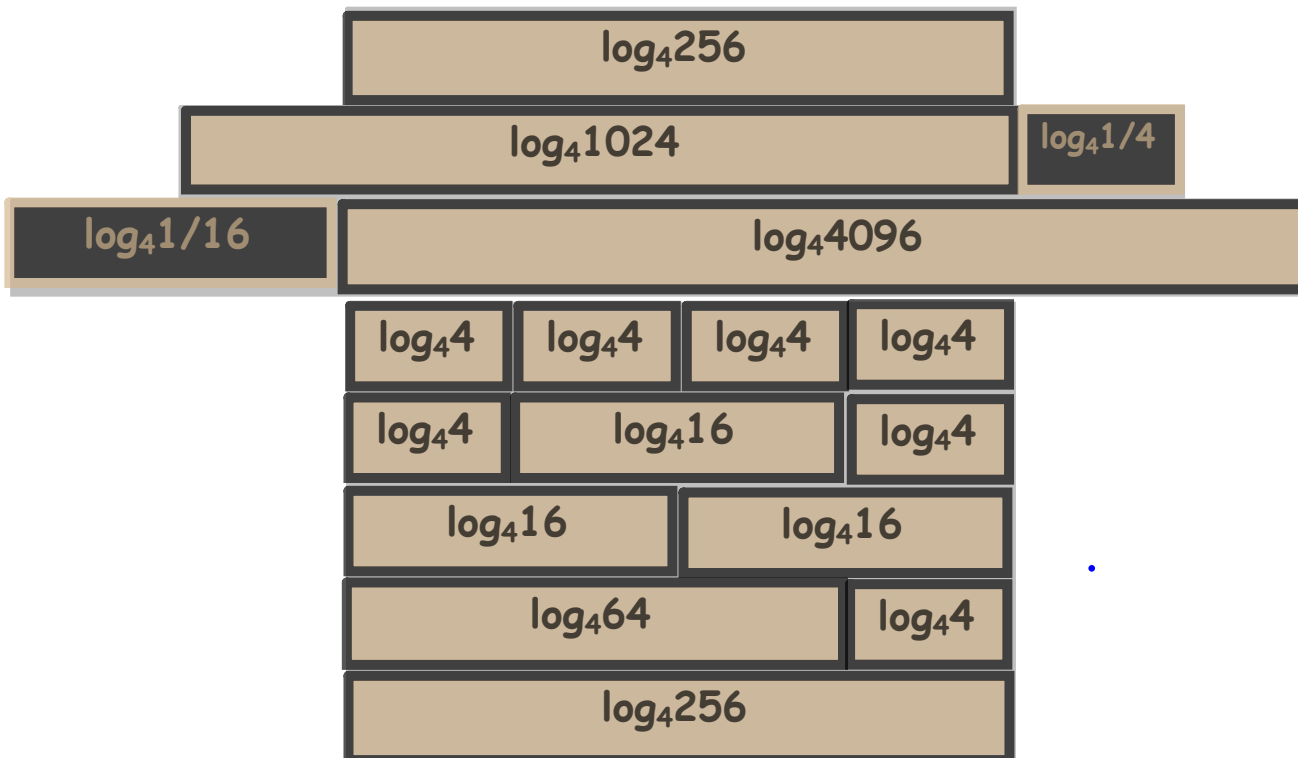 log₄256
log₄1024 log₄1/4
log₄1/16 log₄4096
log₄4 log₄4 log₄4 log₄4
log₄4 log₄16 log₄4
log₄16 log₄16
log₄64 log₄4
log₄256